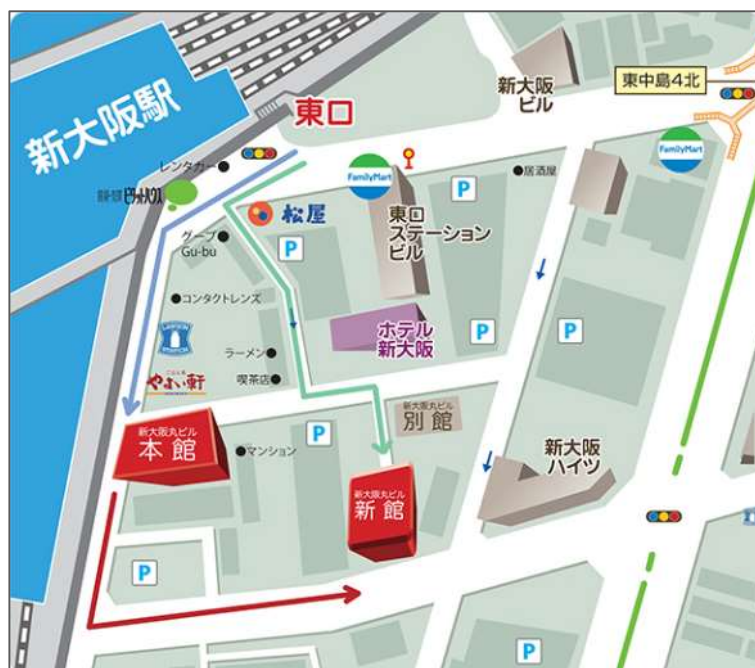 新大阪駅
東口
新大阪
ビル
東中島4北
レンタカー
FamilyMart
FamilyMart
松屋
P
居酒屋
東口
ステーション
ビル
グーブ
Gu-bu
P
コンタクトレンズ
LAWSON
STATION
ホテル
新大阪
P
P
ラーメン
喫茶店
やよい軒
新大阪丸ビル
別館
新大阪丸ビル
本館
P
マンション
新大阪
ハイツ
新大阪丸ビル
新館
P
P